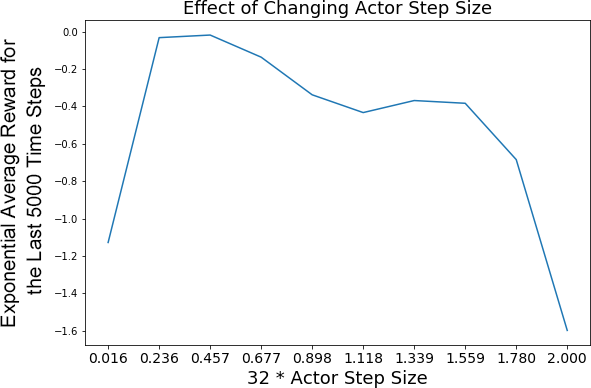 Effect of Changing Actor Step Size
Exponential Average Reward for
the Last 5000 Time Steps
0.0
−0.2
−0.4
−0.6
−0.8
−1.0
−1.2
−1.4
−1.6
0.016 0.236 0.457 0.677 0.898 1.118 1.339 1.559 1.780 2.000
32 * Actor Step Size